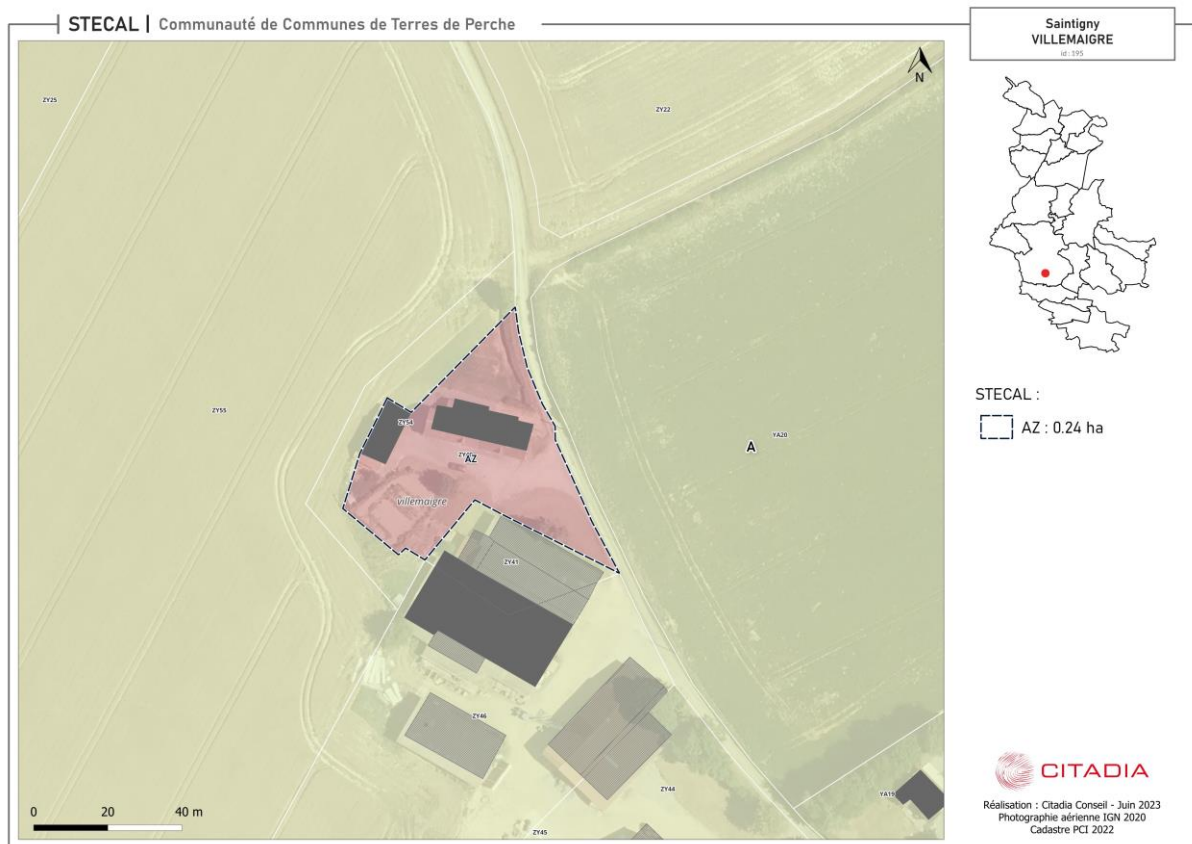 STECAL | Communauté de Communes de Terres de Perche
Saintigny
VILLEMAIGRE
id : 195
N
ZY25
ZY22
ZY55
ZY54
AZ
villemaigre
A
YA20
ZY41
ZY46
ZY44
YA19
ZY45
0 20 40 m
STECAL :
AZ : 0.24 ha
CITADIA
Réalisation : Citadia Conseil - Juin 2023
Photographie aérienne IGN 2020
Cadastre PCI 2022